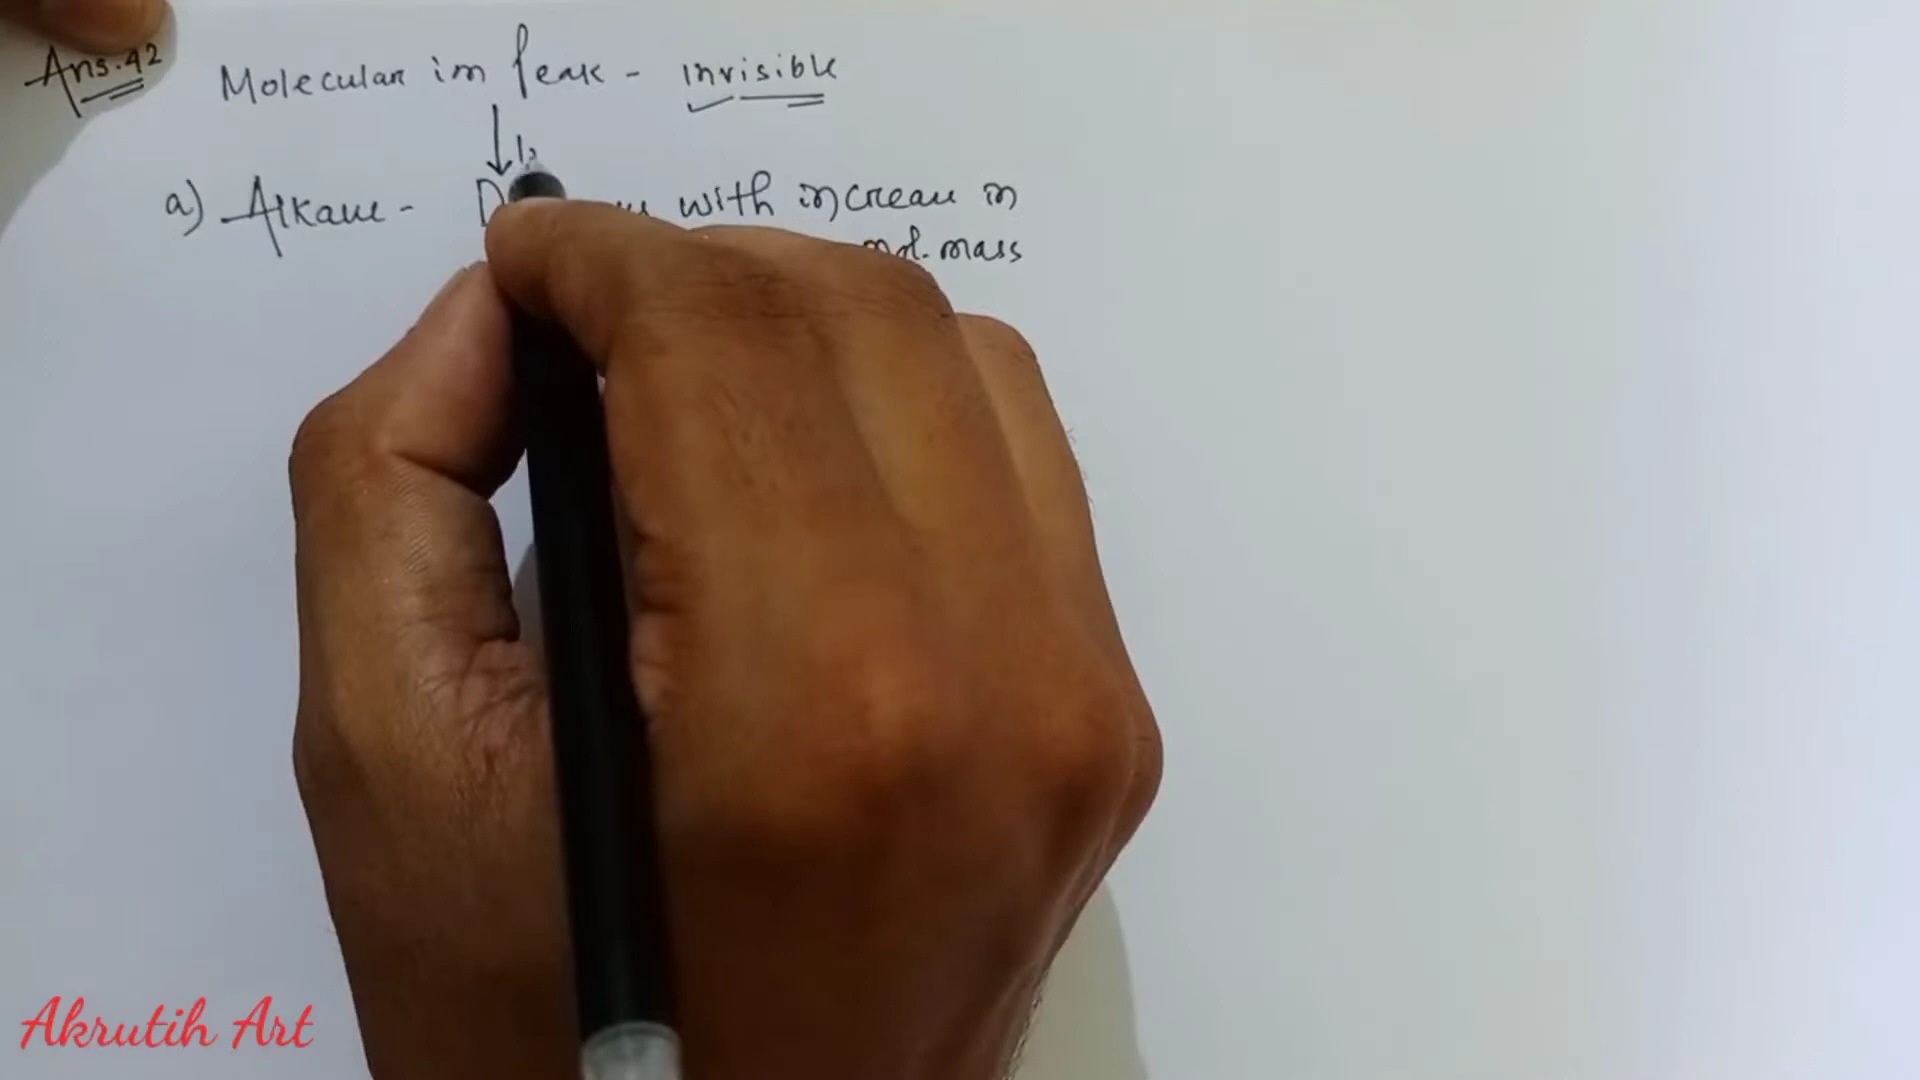 Ans. 42
Molecular ion peak - invisible
a) Alkane - with increase in
mol. mass
Akrutih Art